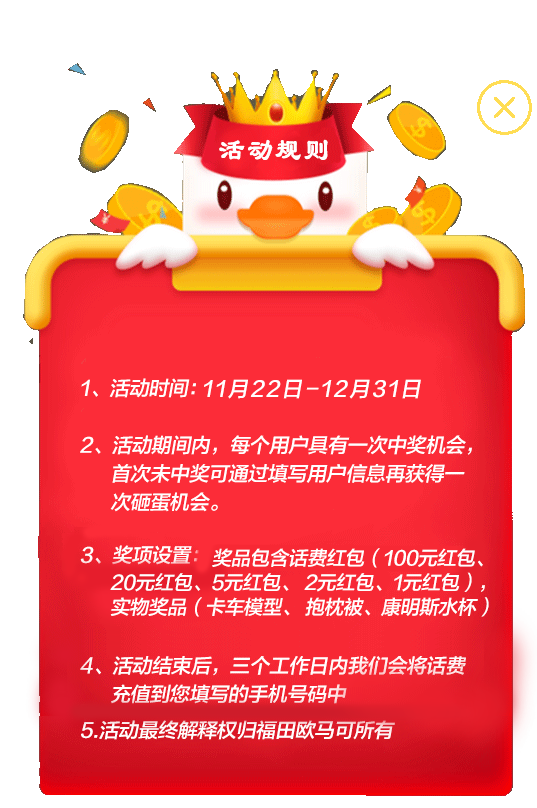 活动规则
1、活动时间：11月22日-12月31日
2、活动期间内，每个用户具有一次中奖机会，
首次未中奖可通过填写用户信息再获得一
次砸蛋机会。
3、奖项设置：奖品包含话费红包（100元红包、
20元红包、5元红包、2元红包、1元红包），
实物奖品（卡车模型、抱枕被、康明斯水杯）
4、活动结束后，三个工作日内我们会将话费
充值到您填写的手机号码中
5.活动最终解释权归福田欧马可所有